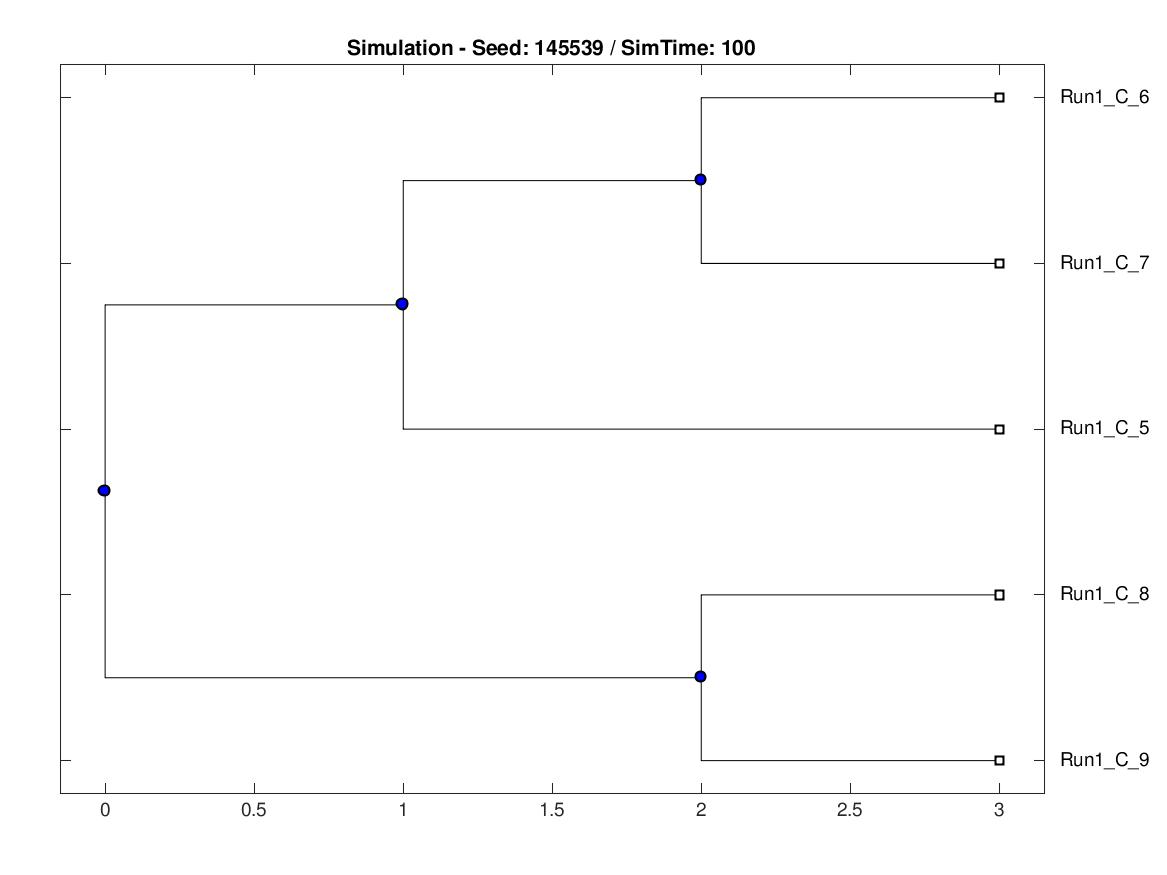 Simulation - Seed: 145539 / SimTime: 100
Run1_C_6
Run1_C_7
Run1_C_5
Run1_C_8
Run1_C_9
0 0.5 1 1.5 2 2.5 3